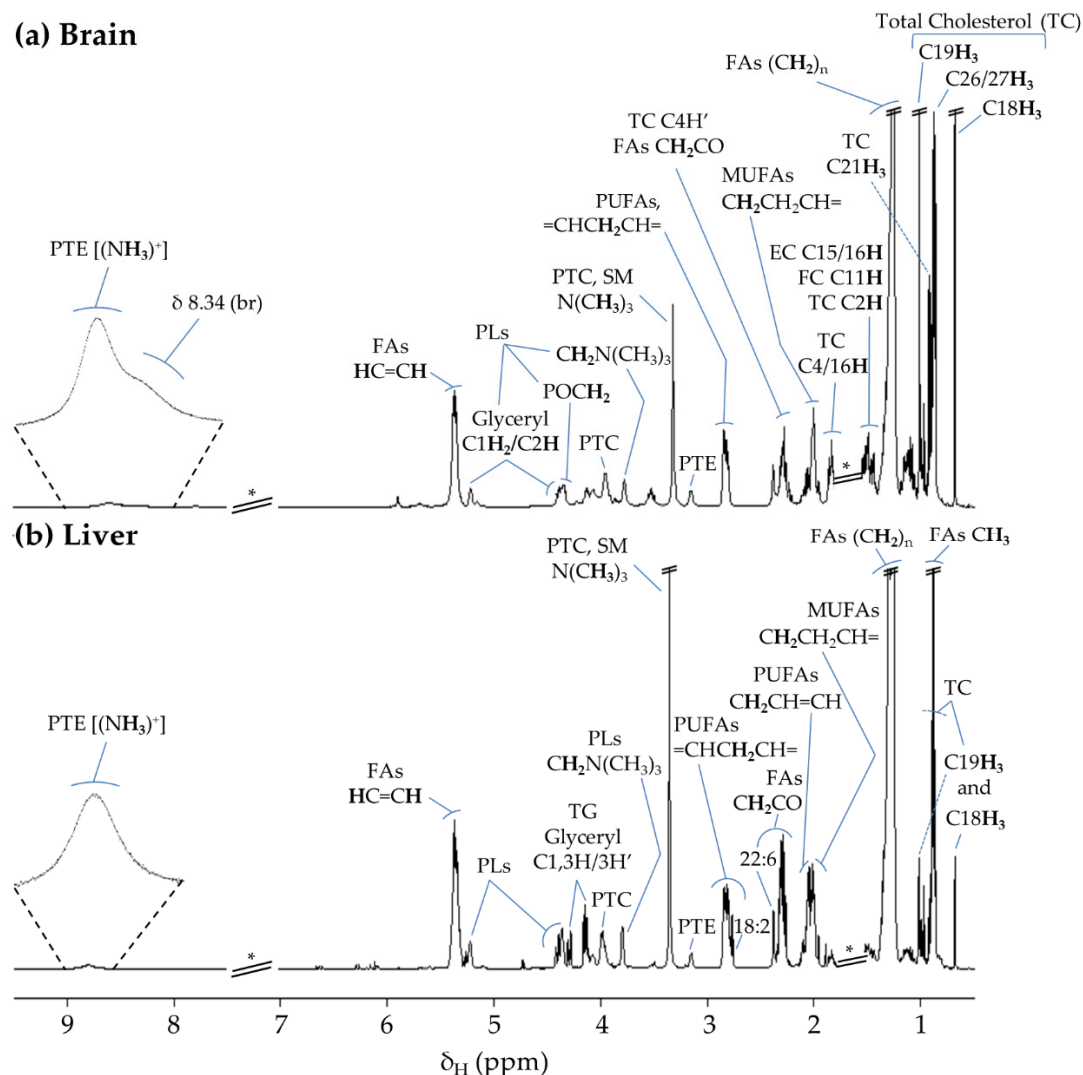 (a) Brain
Total Cholesterol (TC)
C19H₃
C26/27H₃
C18H₃
FAs (CH₂)ₙ
TC C4H'
FAs CH₂CO
TC
C21H₃
MUFAs
CH₂CH₂CH=
PUFAs,
=CHCH₂CH=
PTE [(NH₃)⁺]
EC C15/16H
FC C11H
TC C2H
δ 8.34 (br)
PTC, SM
N(CH₃)₃
TC
C4/16H
PLs
CH₂N(CH₃)₃
FAs
HC=CH
POCH₂
Glyceryl
C1H₂/C2H
PTC
PTE
*
*
(b) Liver
PTC, SM
N(CH₃)₃
FAs (CH₂)ₙ
FAs CH₃
MUFAs
CH₂CH₂CH=
PUFAs
CH₂CH=CH
TC
PTE [(NH₃)⁺]
PUFAs
=CHCH₂CH=
PLs
CH₂N(CH₃)₃
C19H₃
and
C18H₃
FAs
HC=CH
FAs
CH₂CO
TG
Glyceryl
C1,3H/3H'
22:6
PLs
PTC
PTE
18:2
*
*
9
8
7
6
5
4
3
2
1
δH (ppm)